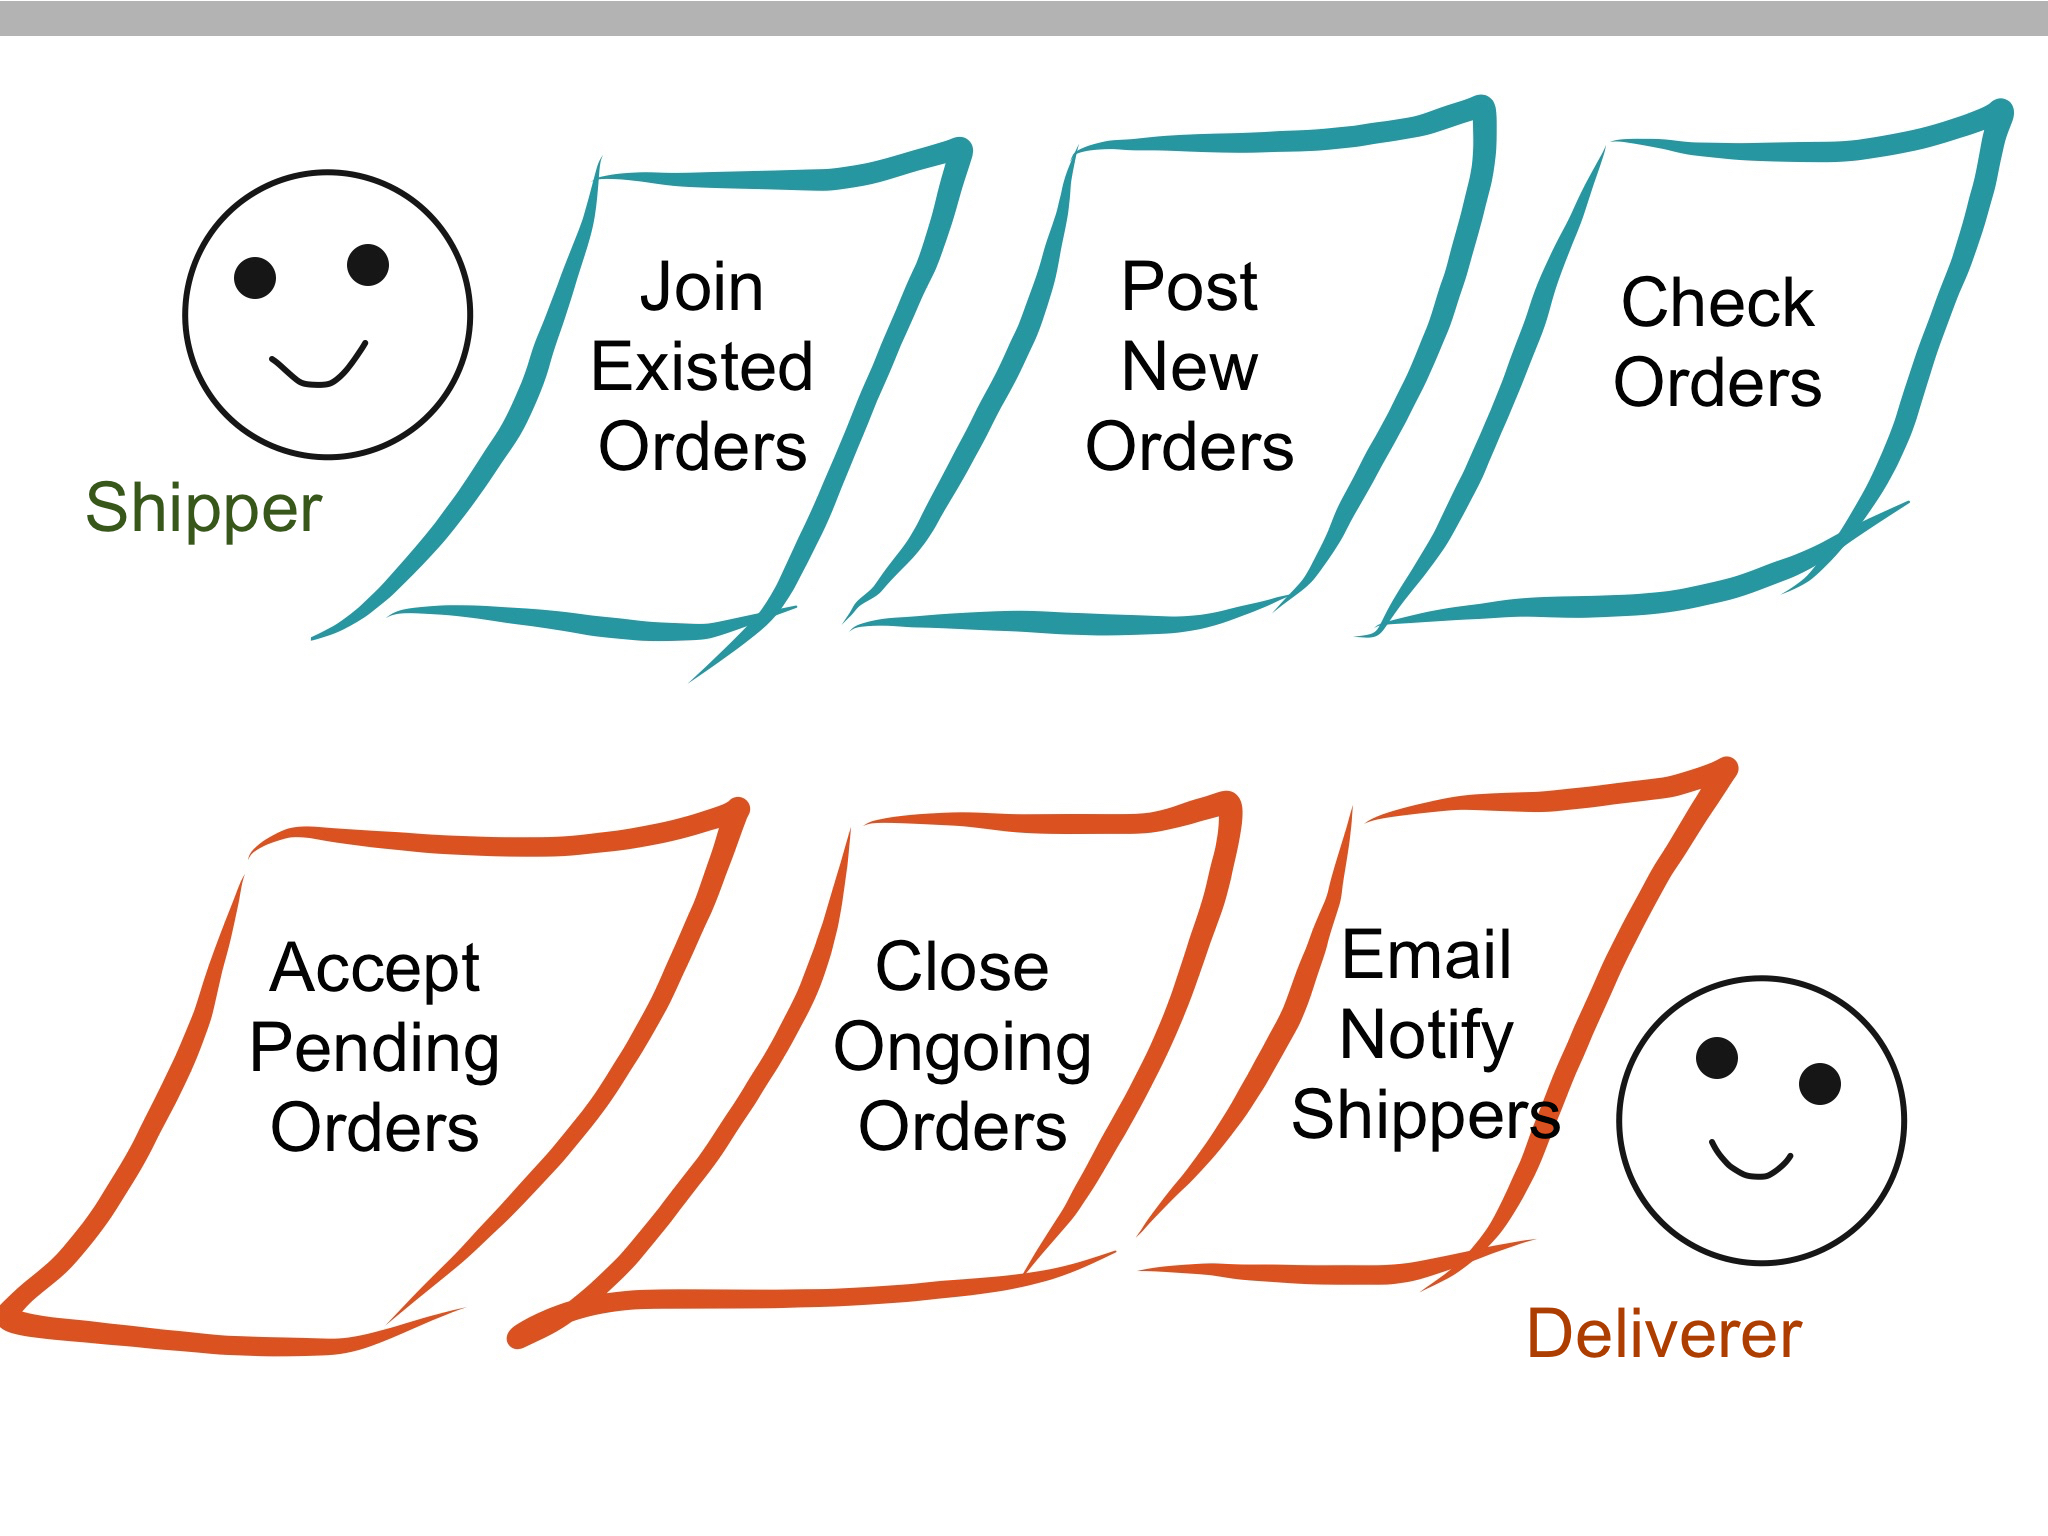 Shipper
Join
Existed
Orders
Post
New
Orders
Check
Orders
Accept
Pending
Orders
Close
Ongoing
Orders
Email
Notify
Shippers
Deliverer